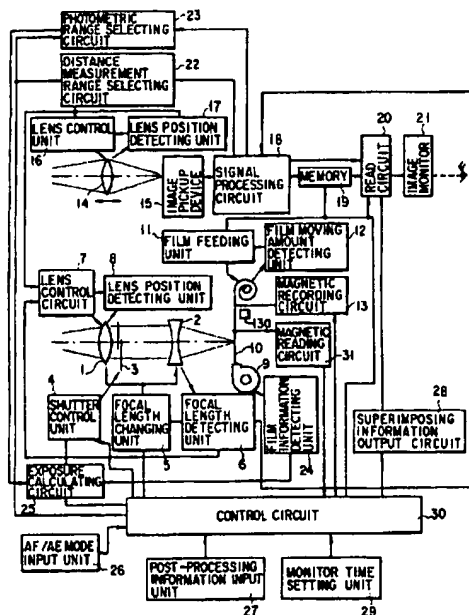 PHOTOMETRIC
RANGE SELECTING
CIRCUIT
23
DISTANCE
MEASUREMENT
RANGE SELECTING
CIRCUIT
22
LENS CONTROL
UNIT
16
17
LENS POSITION
DETECTING UNIT
14
IMAGE PICKUP
DEVICE
15
18
SIGNAL
PROCESSING
CIRCUIT
MEMORY
19
20
READ
CIRCUIT
21
IMAGE
MONITOR
11
FILM FEEDING
UNIT
FILM MOVING
AMOUNT
DETECTING
UNIT
12
7
LENS
CONTROL
CIRCUIT
8
LENS POSITION
DETECTING UNIT
MAGNETIC
RECORDING
CIRCUIT
13
130
MAGNETIC
READING
CIRCUIT
31
1
2
3
10
9
4
SHUTTER
CONTROL
UNIT
FOCAL
LENGTH
CHANGING
UNIT
5
FOCAL
LENGTH
DETECTING
UNIT
6
FILM
INFORMATION
DETECTING
UNIT
24
28
SUPERIMPOSING
INFORMATION
OUTPUT CIRCUIT
EXPOSURE
CALCULATING
CIRCUIT
25
CONTROL CIRCUIT
30
AF/AE MODE
INPUT UNIT
26
POST-PROCESSING
INFORMATION INPUT
UNIT
27
MONITOR TIME
SETTING UNIT
29